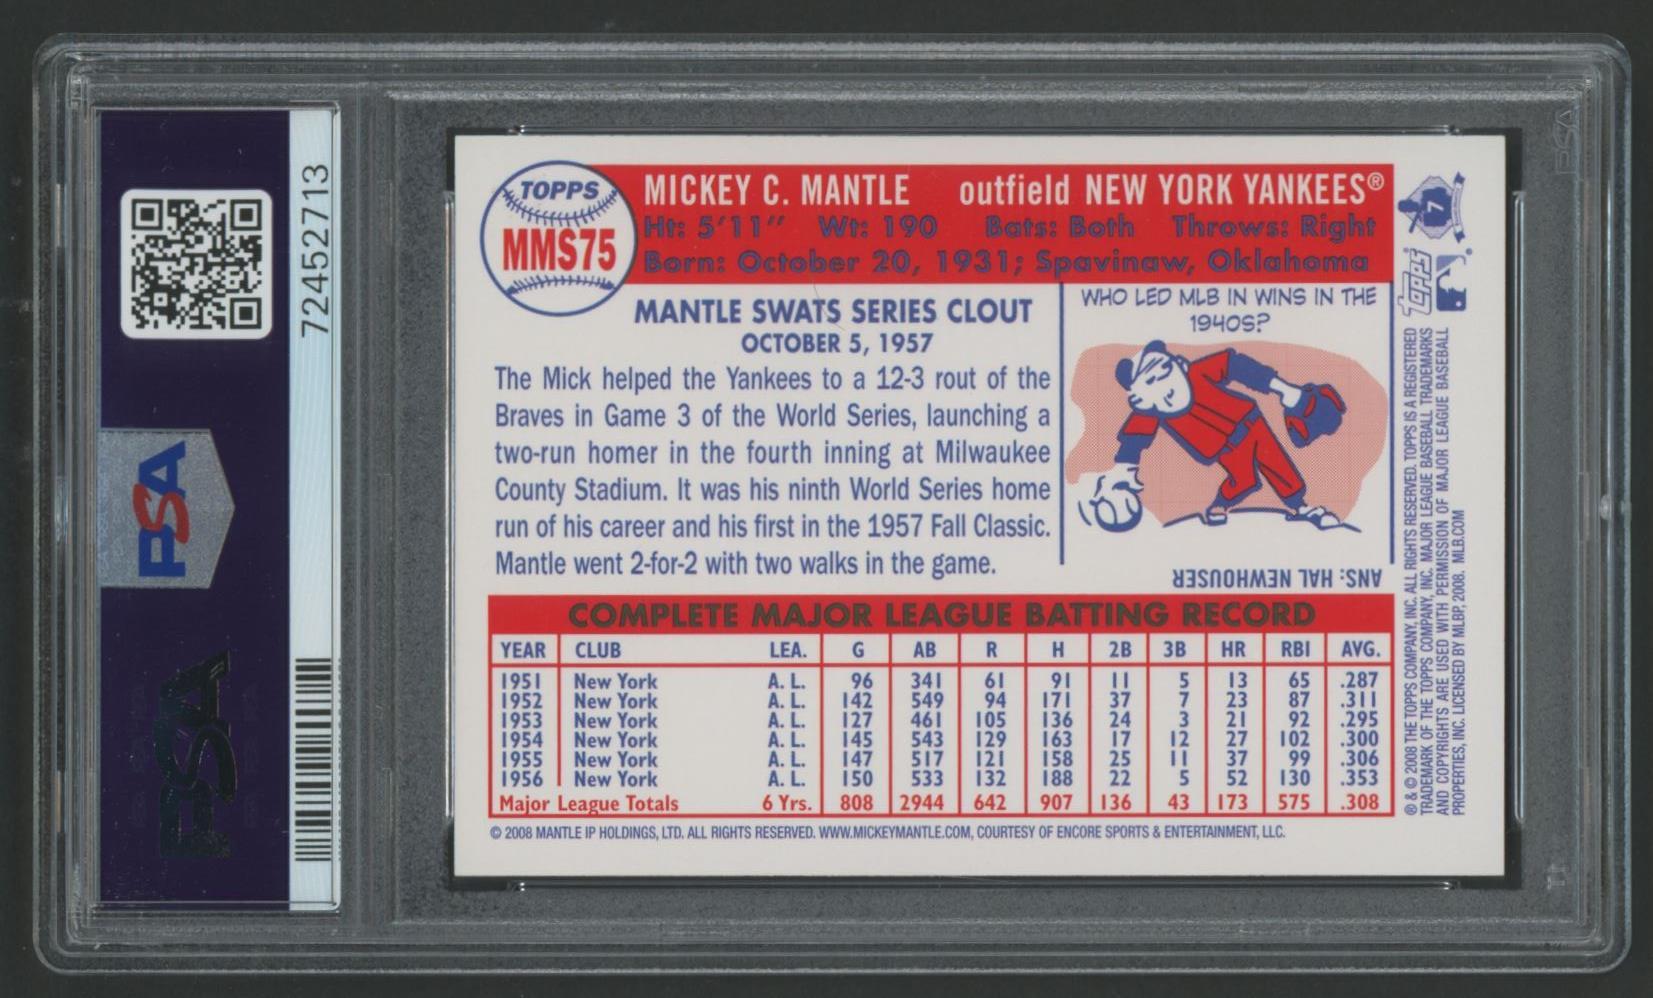 72452713
PSA
PSA
PSA
TOPPS
MMS75
MICKEY C. MANTLE outfield NEW YORK YANKEES®
Ht: 5'11" Wt: 190 Bats: Both Throws: Right
Born: October 20, 1931; Spavinaw, Oklahoma
MANTLE SWATS SERIES CLOUT
OCTOBER 5, 1957
The Mick helped the Yankees to a 12-3 rout of the
Braves in Game 3 of the World Series, launching a
two-run homer in the fourth inning at Milwaukee
County Stadium. It was his ninth World Series home
run of his career and his first in the 1957 Fall Classic.
Mantle went 2-for-2 with two walks in the game.
WHO LED MLB IN WINS IN THE
1940S?
ANS: HAL NEWHOUSER
7
TOPPS®
® & © 2008 THE TOPPS COMPANY, INC. ALL RIGHTS RESERVED. TOPPS IS A REGISTERED
TRADEMARK OF THE TOPPS COMPANY, INC. MAJOR LEAGUE BASEBALL TRADEMARKS
AND COPYRIGHTS ARE USED WITH PERMISSION OF MAJOR LEAGUE BASEBALL
PROPERTIES, INC. LICENSED BY MLBP, 2008. MLB.COM
COMPLETE MAJOR LEAGUE BATTING RECORD
YEAR CLUB LEA. G AB R H 2B 3B HR RBI AVG.
1951 New York A. L. 96 341 61 91 11 5 13 65 .287
1952 New York A. L. 142 549 94 171 37 7 23 87 .311
1953 New York A. L. 127 461 105 136 24 3 21 92 .295
1954 New York A. L. 145 543 129 163 17 12 27 102 .300
1955 New York A. L. 147 517 121 158 25 11 37 99 .306
1956 New York A. L. 150 533 132 188 22 5 52 130 .353
Major League Totals 6 Yrs. 808 2944 642 907 136 43 173 575 .308
© 2008 MANTLE IP HOLDINGS, LTD. ALL RIGHTS RESERVED. WWW.MICKEYMANTLE.COM, COURTESY OF ENCORE SPORTS & ENTERTAINMENT, LLC.